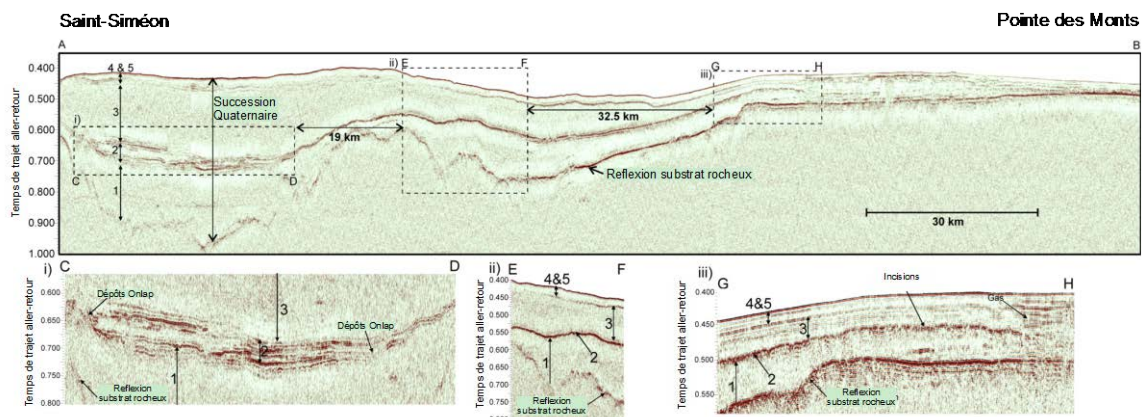 Saint-Siméon
Pointe des Monts
A
B
Temps de trajet aller-retour
0.400
0.500
0.600
0.700
0.800
0.900
1.000
4 & 5
3
i)
2
C
D
1
Succession
Quaternaire
19 km
ii)
E
F
32.5 km
iii)
G
H
Reflexion substrat rocheux
30 km
i)
C
D
Temps de trajet aller-retour
0.600
0.700
0.800
Dépôts Onlap
3
2
Dépôts Onlap
1
Reflexion
substrat rocheux
ii)
E
F
Temps de trajet aller-retour
0.400
0.450
0.500
0.550
0.600
0.650
0.700
0.750
0.800
4&5
3
2
1
Reflexion
substrat rocheux
iii)
G
H
Temps de trajet aller-retour
0.400
0.450
0.500
0.550
4&5
3
Incisions
Gas
2
1
Reflexion
substrat rocheux